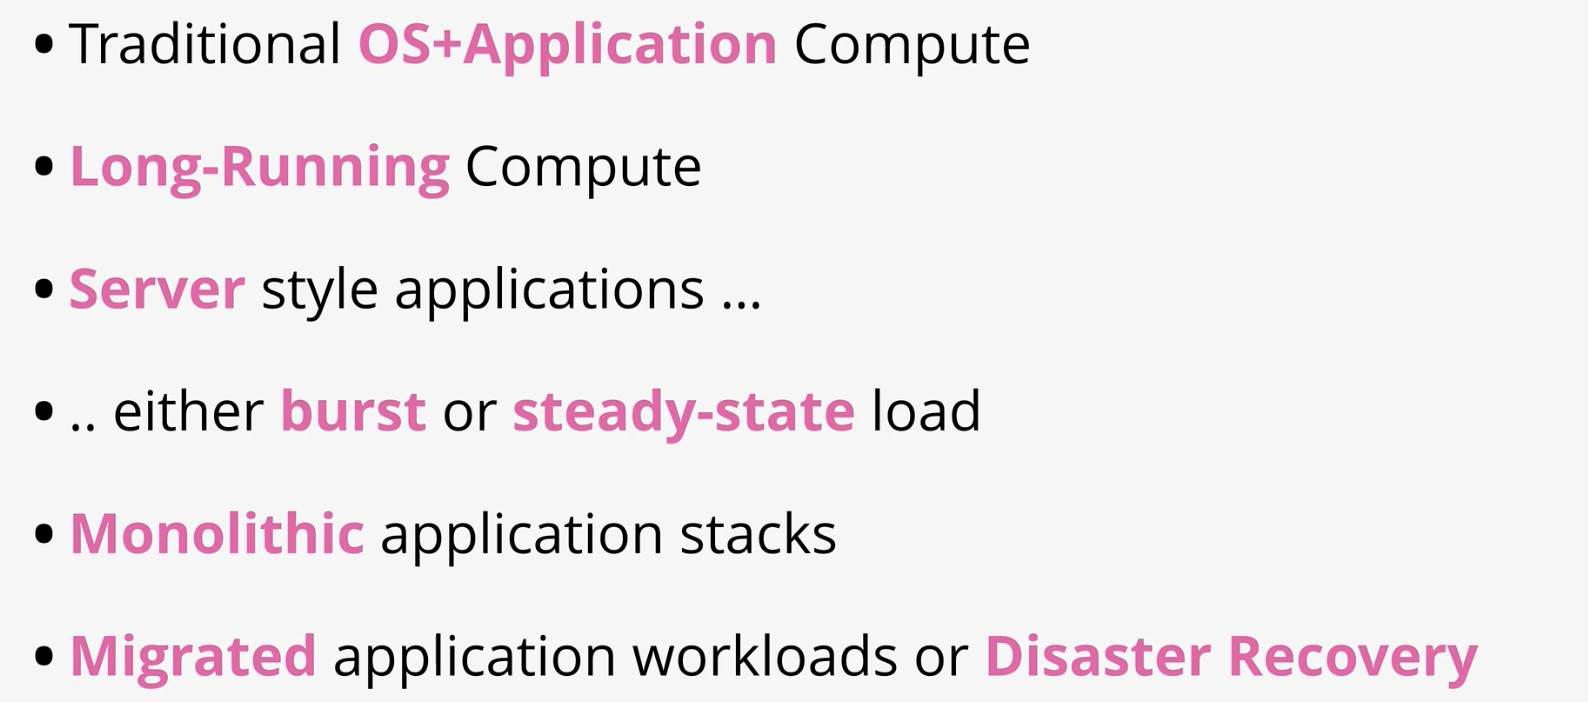 • Traditional OS+Application Compute
• Long-Running Compute
• Server style applications ...
• .. either burst or steady-state load
• Monolithic application stacks
• Migrated application workloads or Disaster Recovery